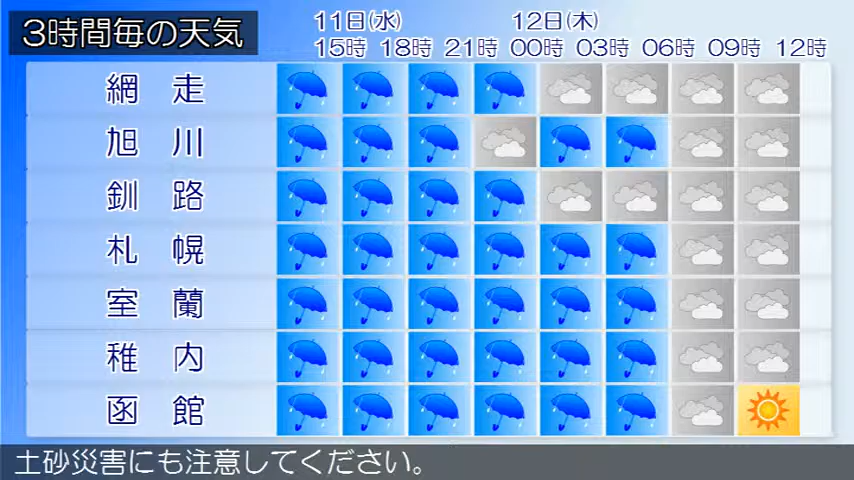 3時間毎の天気
11日(水) 12日(木)
15時 18時 21時 00時 03時 06時 09時 12時
網 走
旭 川
釧 路
札 幌
室 蘭
稚 内
函 館
土砂災害にも注意してください。